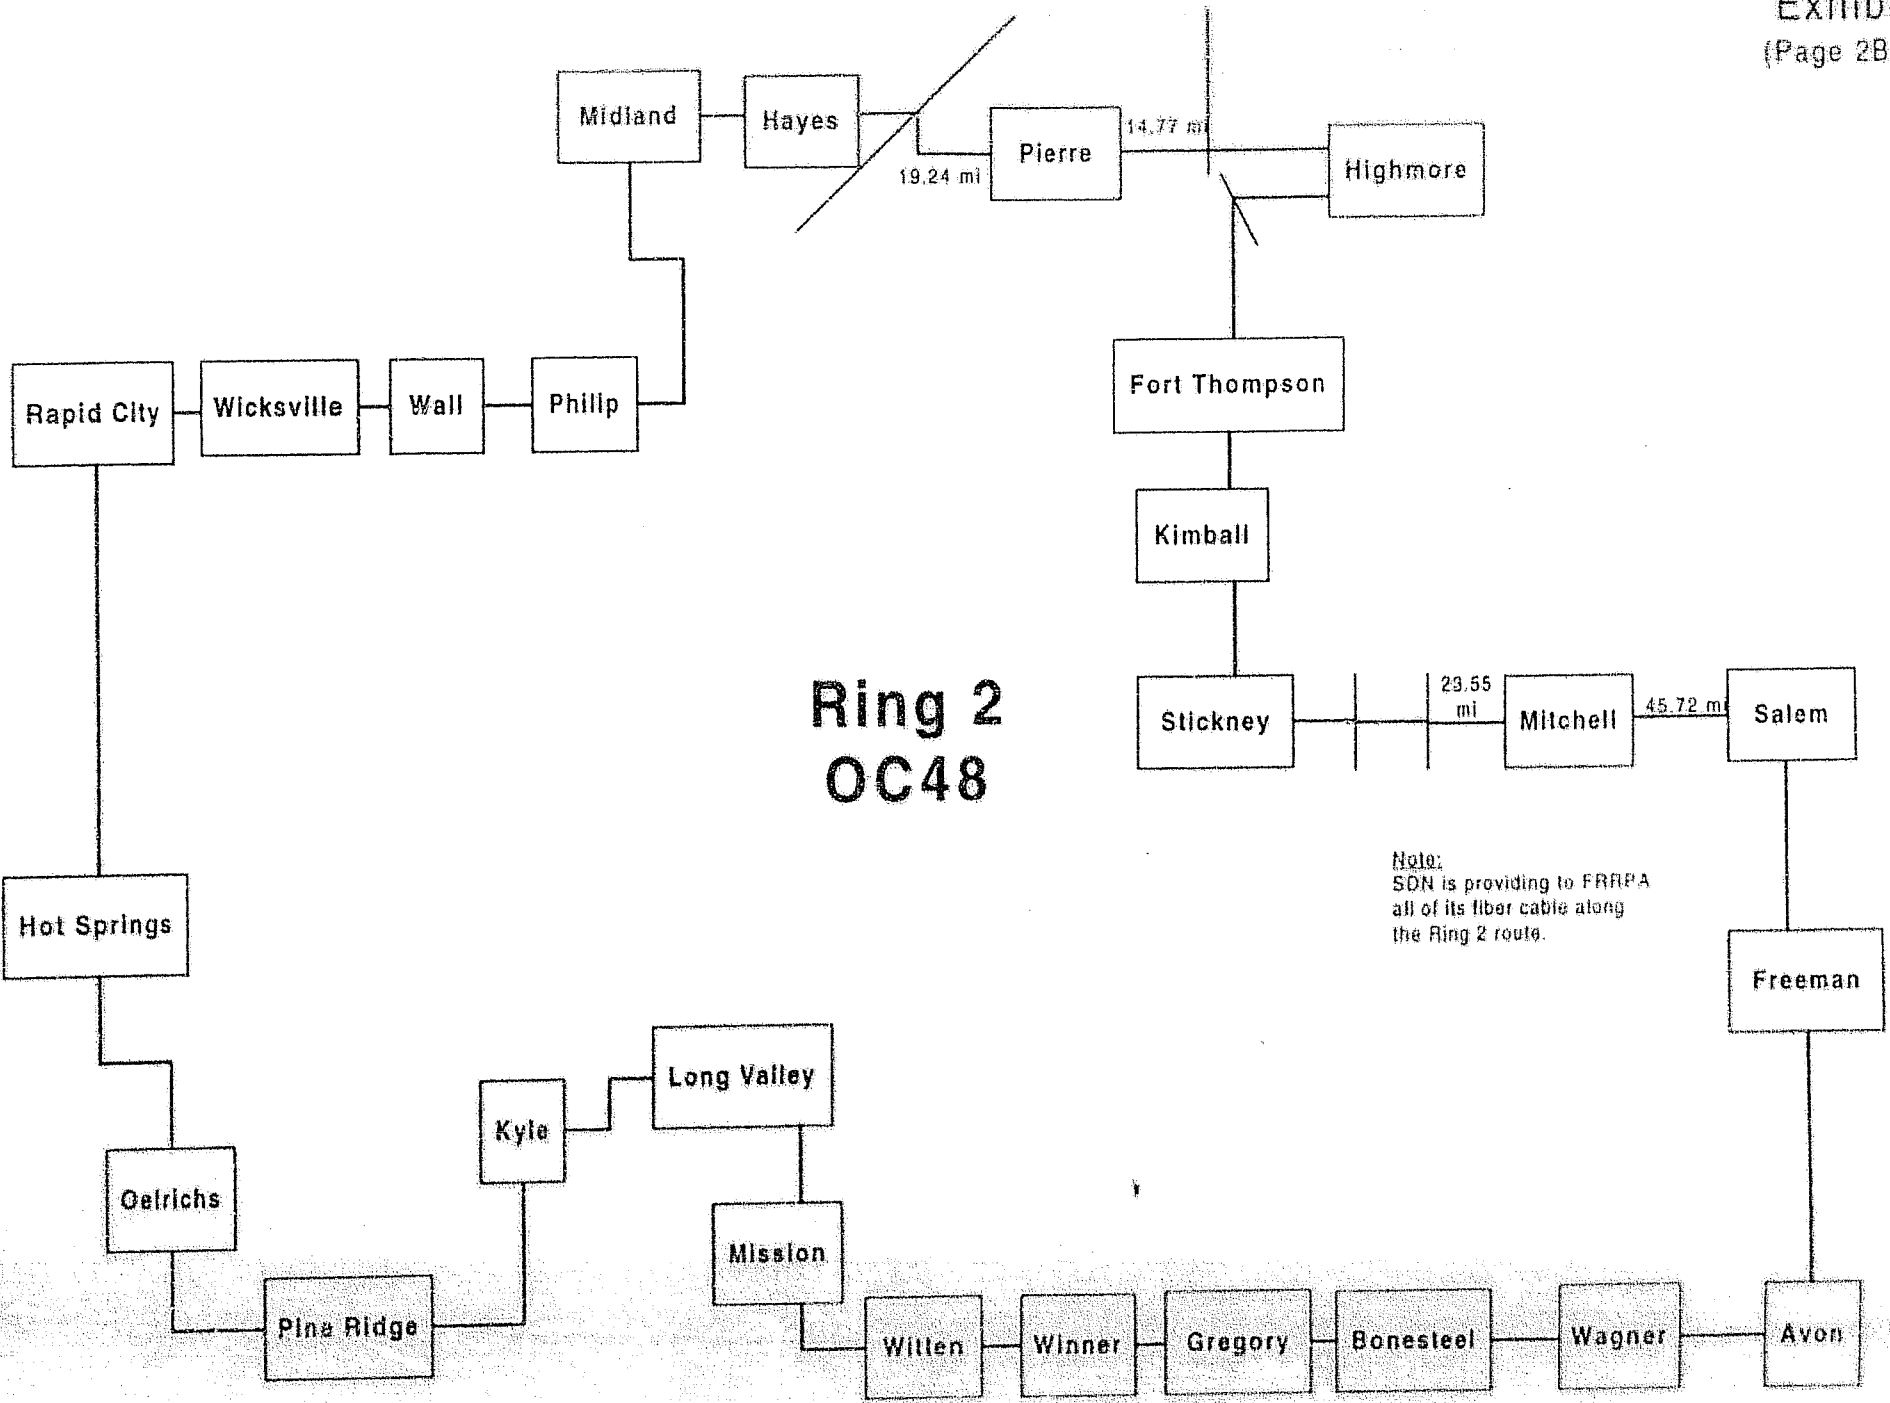 (Page 2B
Midland
Hayes
19.24 mi
Pierre
14.77 mi
Highmore
Fort Thompson
Rapid City
Wicksville
Wall
Philip
Kimball
Ring 2
OC48
Stickney
23.55
mi
Mitchell
45.72 mi
Salem
Note:
SDN is providing to FRRPA
all of its fiber cable along
the Ring 2 route.
Hot Springs
Freeman
Long Valley
Kyle
Oelrichs
Mission
Pine Ridge
Witten
Winner
Gregory
Bonesteel
Wagner
Avon